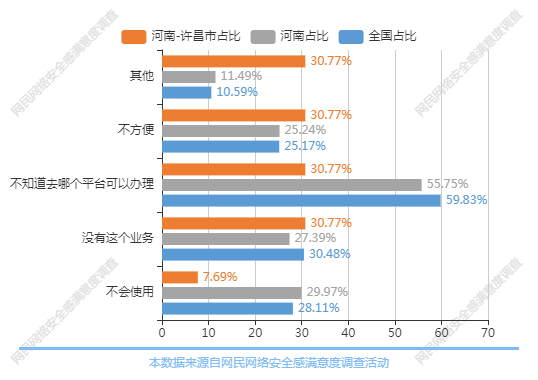 河南-许昌市占比 河南占比 全国占比
其他 30.77%
11.49%
10.59%
不方便 30.77%
25.24%
25.17%
不知道去哪个平台可以办理 30.77%
55.75%
59.83%
没有这个业务 30.77%
27.39%
30.48%
不会使用 7.69%
29.97%
28.11%
0 10 20 30 40 50 60 70
本数据来源自网民网络安全感满意度调查活动
网民网络安全感满意度调查
网民网络安全感满意度调查
网民网络安全感满意度调查
网民网络安全感满意度调查